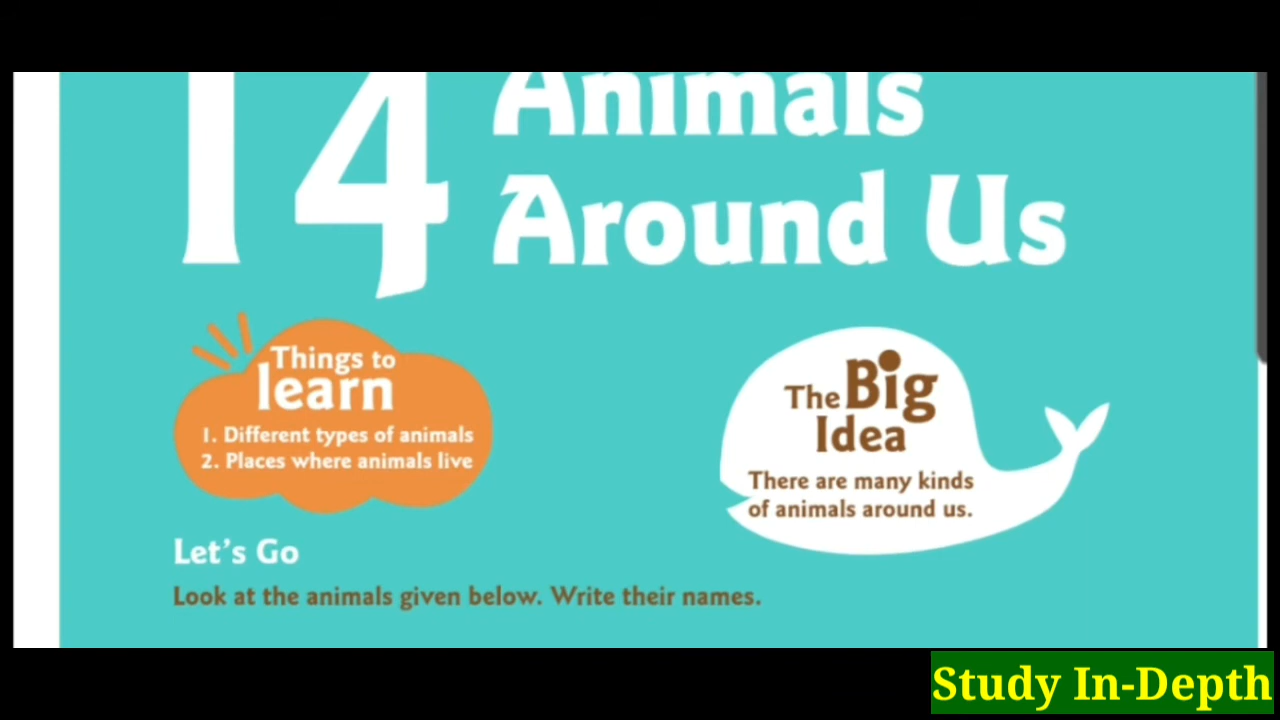 14
Animals
Around Us
Things to
learn
1. Different types of animals
2. Places where animals live
The Big
Idea
There are many kinds
of animals around us.
Let's Go
Look at the animals given below. Write their names.
Study In-Depth